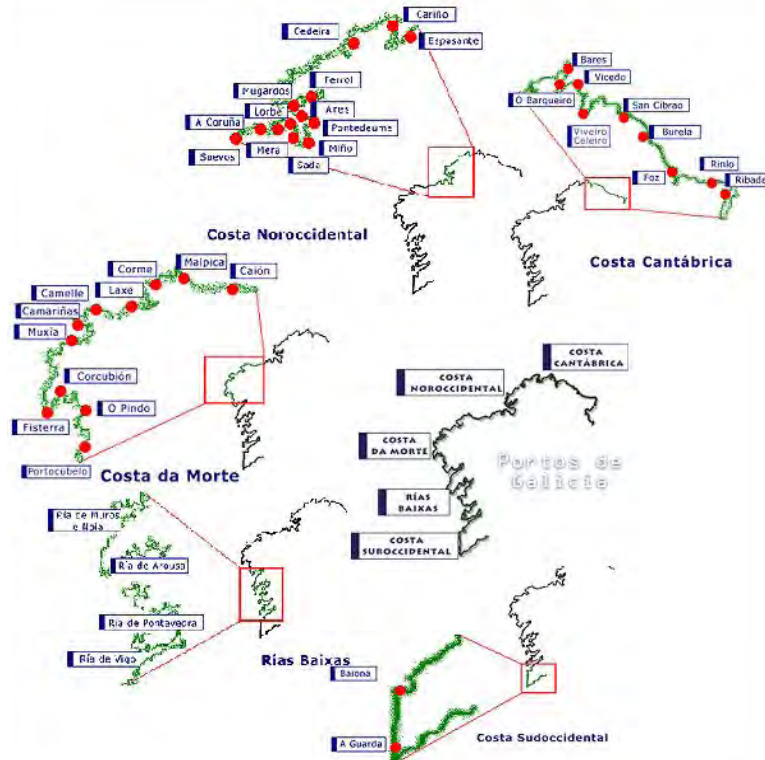 Cariño
Cedeira
Espasante
Ferrol
Mugardos
Lorbé
Ares
A Coruña
Pontedeume
Suevos
Mera
Miño
Sada
Costa Noroccidental
Bares
Vicedo
O Barqueiro
San Cibrao
Viveiro
Celeiro
Burela
Foz
Rinlo
Ribade
Costa Cantábrica
Malpica
Corme
Caión
Laxe
Camelle
Camariñas
Muxía
Corcubión
O Pindo
Fisterra
Portocubelo
Costa da Morte
COSTA
CANTÁBRICA
COSTA
NOROCCIDENTAL
COSTA
DA MORTE
Portos de
Galicia
RÍAS
BAIXAS
COSTA
SUROCCIDENTAL
Ría de Muros
e Noia
Ría de Arousa
Ría de Pontevedra
Ría de Vigo
Rías Baixas
Baiona
A Guarda
Costa Sudoccidental